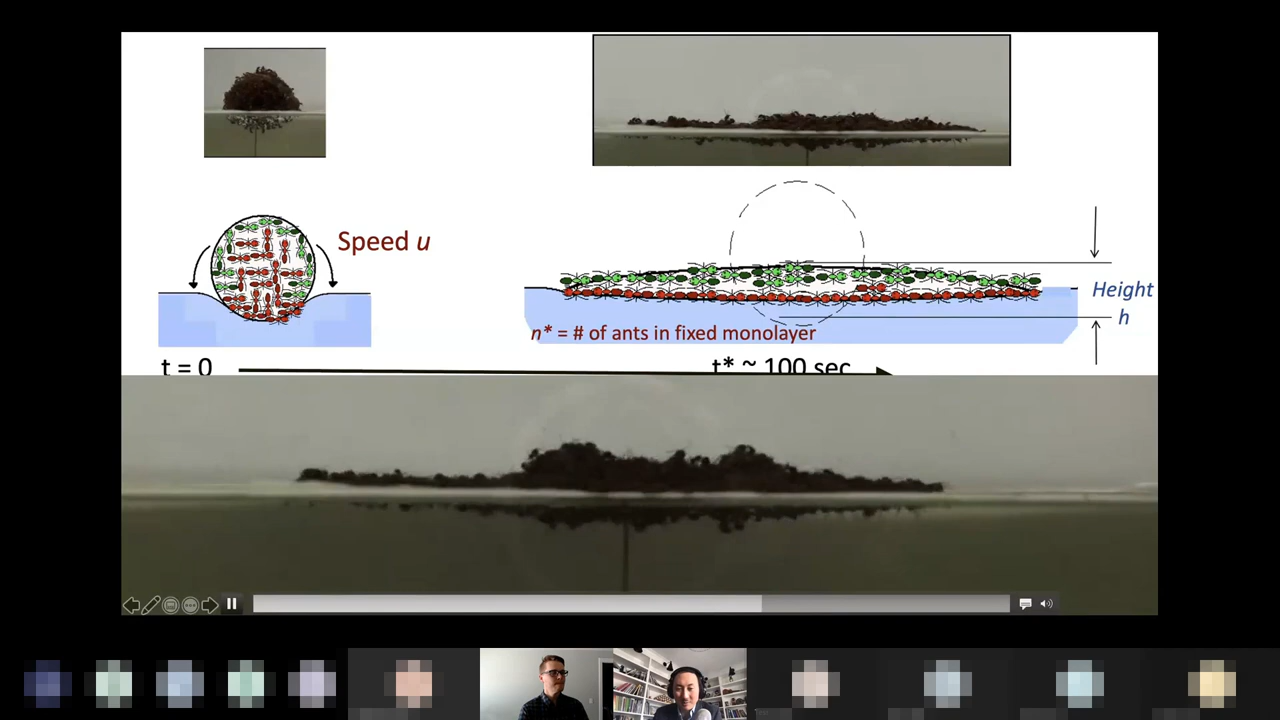 Speed u
Height
h
n* = # of ants in fixed monolayer
t = 0
t* ~ 100 sec